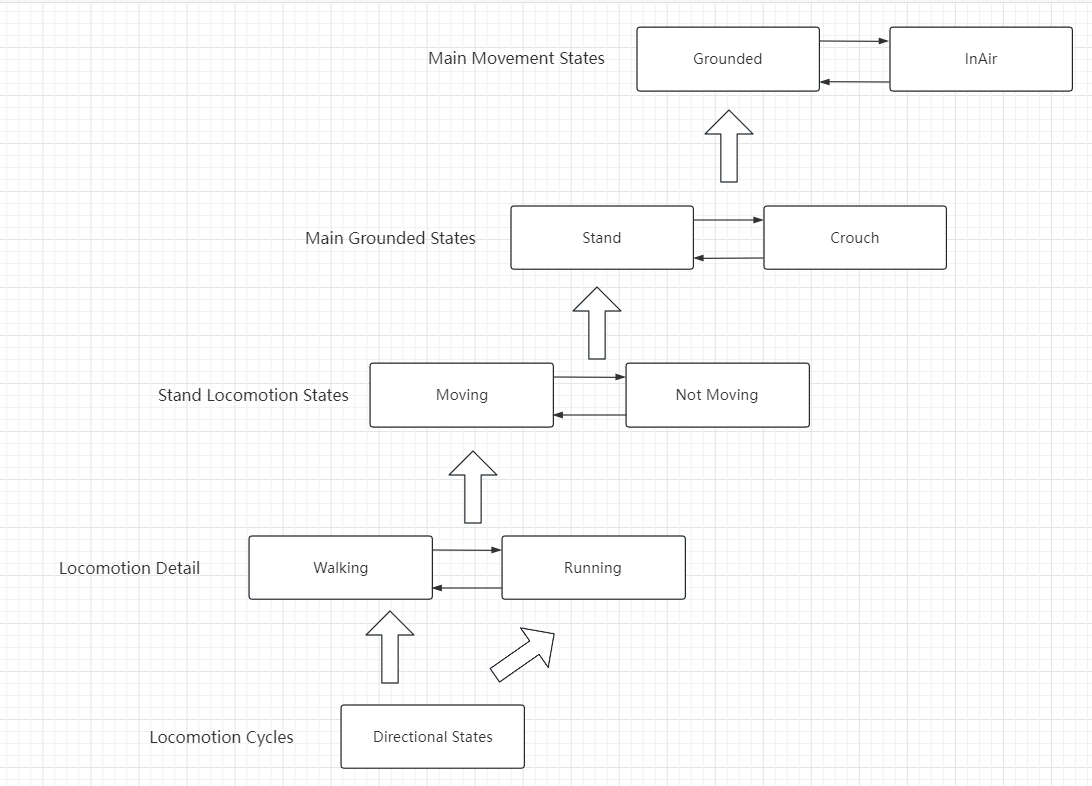 Main Movement States
Grounded
InAir
Main Grounded States
Stand
Crouch
Stand Locomotion States
Moving
Not Moving
Locomotion Detail
Walking
Running
Locomotion Cycles
Directional States